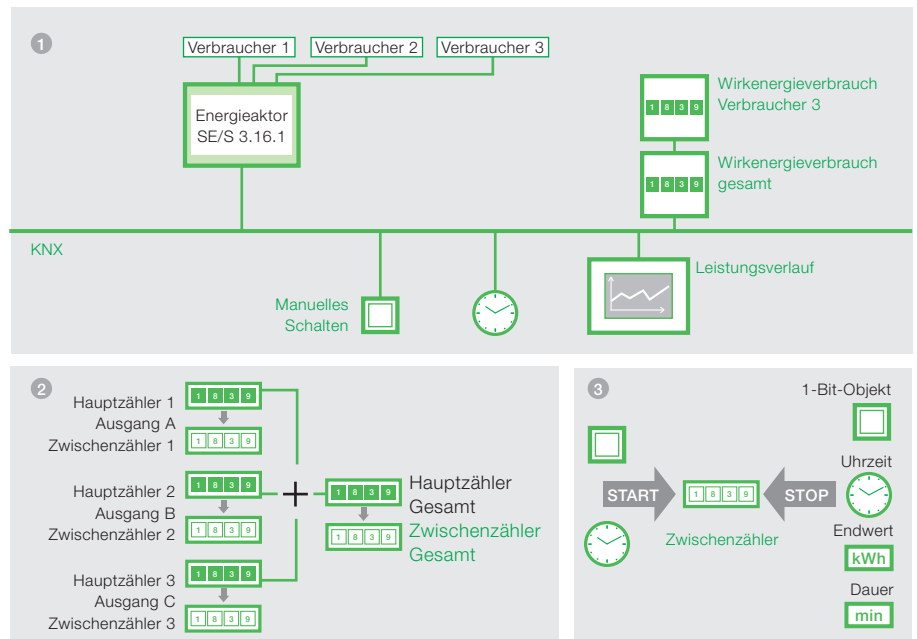 1
Verbraucher 1
Verbraucher 2
Verbraucher 3
Energieaktor
SE/S 3.16.1
1 8 3 9
Wirkenergieverbrauch
Verbraucher 3
1 8 3 9
Wirkenergieverbrauch
gesamt
KNX
Manuelles
Schalten
Leistungsverlauf
2
Hauptzähler 1
1 8 3 9
Ausgang A
Zwischenzähler 1
1 8 3 9
Hauptzähler 2
1 8 3 9
Ausgang B
Zwischenzähler 2
1 8 3 9
Hauptzähler 3
1 8 3 9
Ausgang C
Zwischenzähler 3
1 8 3 9
+
1 8 3 9
Hauptzähler
Gesamt
1 8 3 9
Zwischenzähler
Gesamt
3
START
1 8 3 9
Zwischenzähler
STOP
1-Bit-Objekt
Uhrzeit
Endwert
kWh
Dauer
min